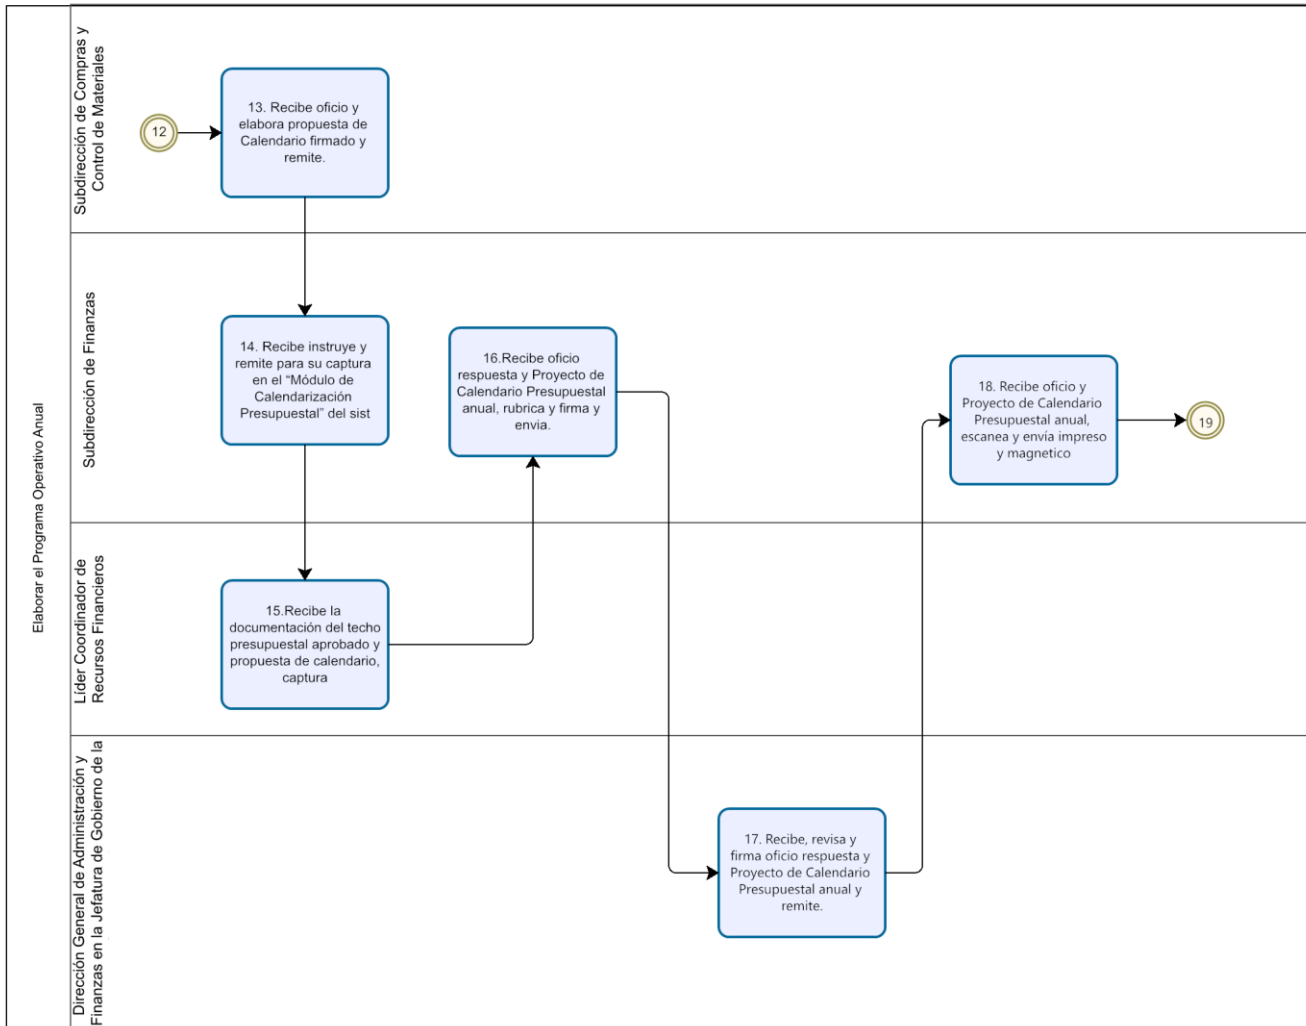 Elaborar el Programa Operativo Anual
Subdirección de Compras y
Control de Materiales
12
13. Recibe oficio y
elabora propuesta de
Calendario firmado y
remite.
Subdirección de Finanzas
14. Recibe instruye y
remite para su captura
en el “Módulo de
Calendarización
Presupuestal” del sist
16.Recibe oficio
respuesta y Proyecto de
Calendario Presupuestal
anual, rubrica y firma y
envia.
18. Recibe oficio y
Proyecto de Calendario
Presupuestal anual,
escanea y envía impreso
y magnetico
19
Líder Coordinador de
Recursos Financieros
15.Recibe la
documentación del techo
presupuestal aprobado y
propuesta de calendario,
captura
Dirección General de Administración y
Finanzas en la Jefatura de Gobierno de la
17. Recibe, revisa y
firma oficio respuesta y
Proyecto de Calendario
Presupuestal anual y
remite.